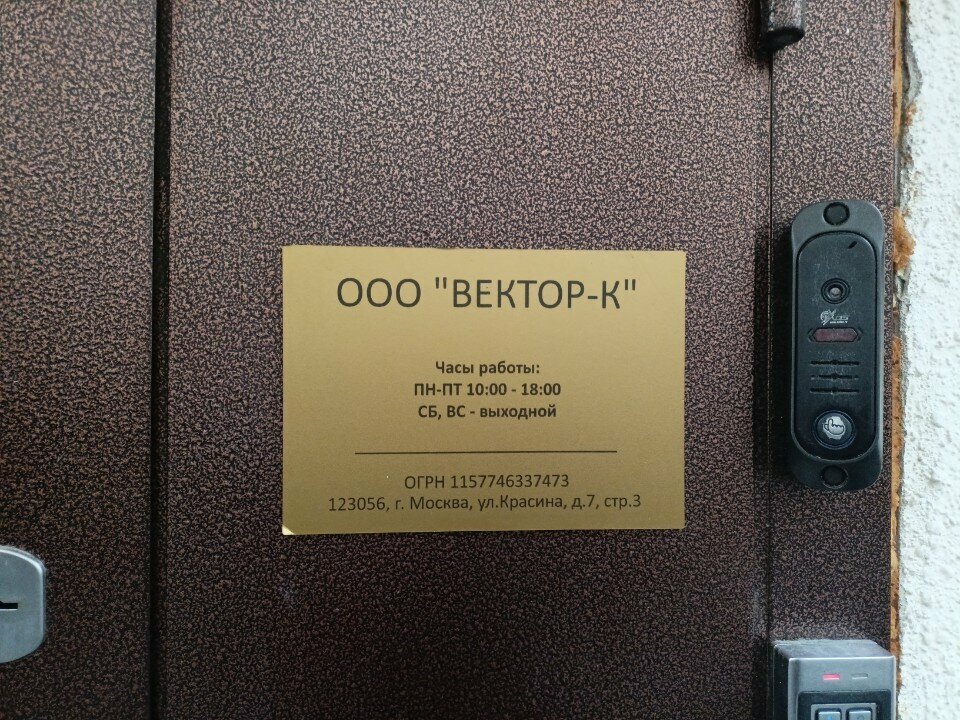 ООО "ВЕКТОР-К"
Часы работы:
ПН-ПТ 10:00 - 18:00
СБ, ВС - выходной
ОГРН 1157746337473
123056, г. Москва, ул.Красина, д.7, стр.3